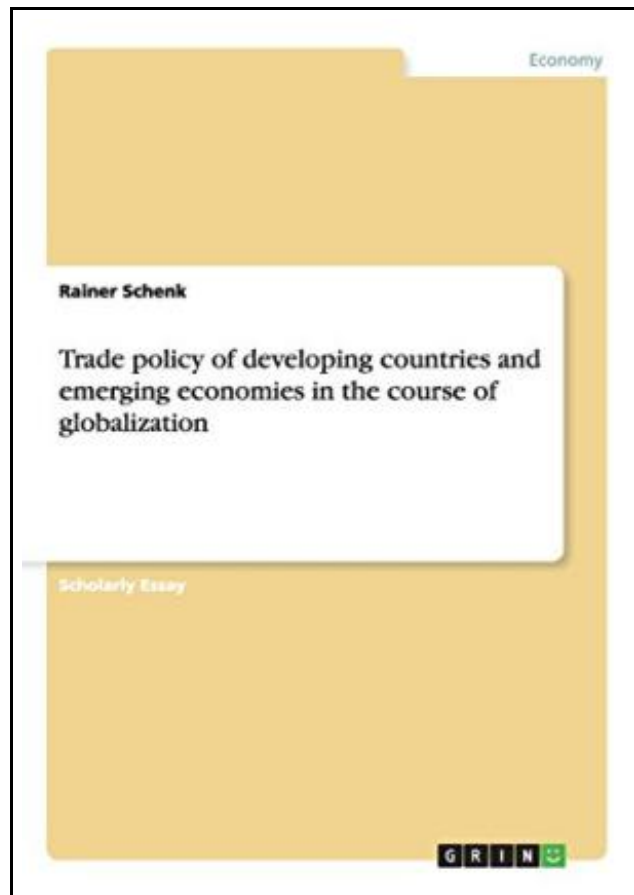 Economy
Rainer Schenk
Trade policy of developing countries and
emerging economies in the course of
globalization
Scholarly Essay
GRIN